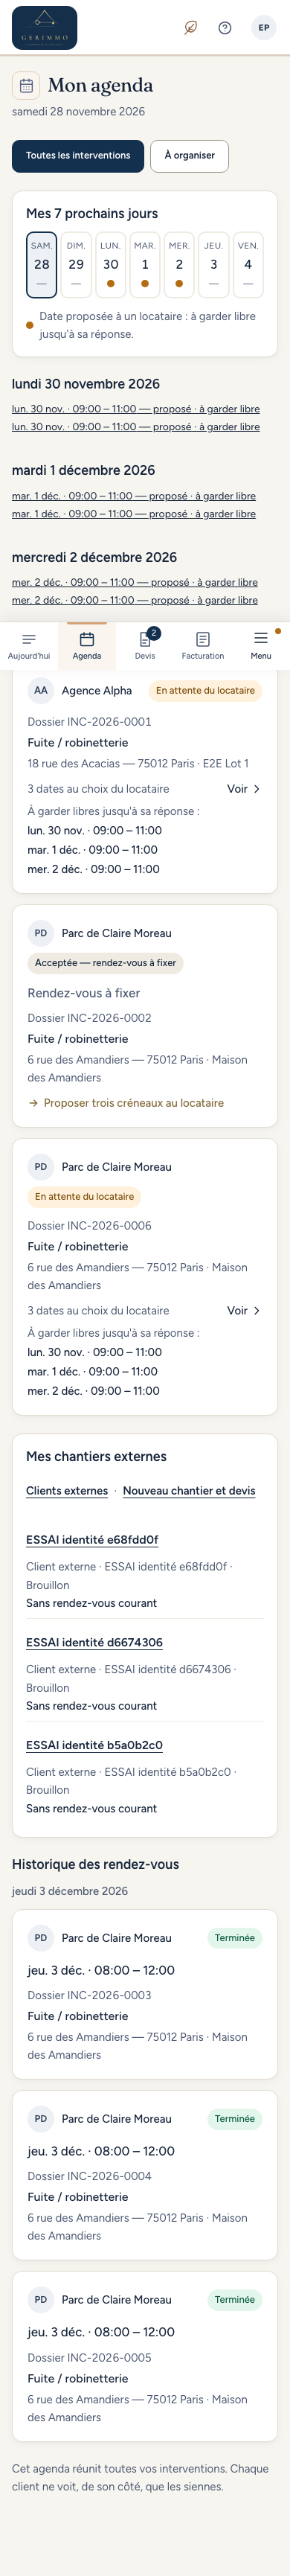 GERIMMO
EP
Mon agenda
samedi 28 novembre 2026
Toutes les interventions
À organiser
Mes 7 prochains jours
SAM. DIM. LUN. MAR. MER. JEU. VEN.
28 29 30 1 2 3 4
— — — —
Date proposée à un locataire : à garder libre
jusqu'à sa réponse.
lundi 30 novembre 2026
lun. 30 nov. · 09:00 – 11:00 — proposé · à garder libre
lun. 30 nov. · 09:00 – 11:00 — proposé · à garder libre
mardi 1 décembre 2026
mar. 1 déc. · 09:00 – 11:00 — proposé · à garder libre
mar. 1 déc. · 09:00 – 11:00 — proposé · à garder libre
mercredi 2 décembre 2026
mer. 2 déc. · 09:00 – 11:00 — proposé · à garder libre
mer. 2 déc. · 09:00 – 11:00 — proposé · à garder libre
2
Aujourd'hui Agenda Devis Facturation Menu
AA Agence Alpha En attente du locataire
Dossier INC-2026-0001
Fuite / robinetterie
18 rue des Acacias — 75012 Paris · E2E Lot 1
3 dates au choix du locataire Voir
À garder libres jusqu'à sa réponse :
lun. 30 nov. · 09:00 – 11:00
mar. 1 déc. · 09:00 – 11:00
mer. 2 déc. · 09:00 – 11:00
PD Parc de Claire Moreau
Acceptée — rendez-vous à fixer
Rendez-vous à fixer
Dossier INC-2026-0002
Fuite / robinetterie
6 rue des Amandiers — 75012 Paris · Maison
des Amandiers
→ Proposer trois créneaux au locataire
PD Parc de Claire Moreau
En attente du locataire
Dossier INC-2026-0006
Fuite / robinetterie
6 rue des Amandiers — 75012 Paris · Maison
des Amandiers
3 dates au choix du locataire Voir
À garder libres jusqu'à sa réponse :
lun. 30 nov. · 09:00 – 11:00
mar. 1 déc. · 09:00 – 11:00
mer. 2 déc. · 09:00 – 11:00
Mes chantiers externes
Clients externes · Nouveau chantier et devis
ESSAI identité e68fdd0f
Client externe · ESSAI identité e68fdd0f ·
Brouillon
Sans rendez-vous courant
ESSAI identité d6674306
Client externe · ESSAI identité d6674306 ·
Brouillon
Sans rendez-vous courant
ESSAI identité b5a0b2c0
Client externe · ESSAI identité b5a0b2c0 ·
Brouillon
Sans rendez-vous courant
Historique des rendez-vous
jeudi 3 décembre 2026
PD Parc de Claire Moreau Terminée
jeu. 3 déc. · 08:00 – 12:00
Dossier INC-2026-0003
Fuite / robinetterie
6 rue des Amandiers — 75012 Paris · Maison
des Amandiers
PD Parc de Claire Moreau Terminée
jeu. 3 déc. · 08:00 – 12:00
Dossier INC-2026-0004
Fuite / robinetterie
6 rue des Amandiers — 75012 Paris · Maison
des Amandiers
PD Parc de Claire Moreau Terminée
jeu. 3 déc. · 08:00 – 12:00
Dossier INC-2026-0005
Fuite / robinetterie
6 rue des Amandiers — 75012 Paris · Maison
des Amandiers
Cet agenda réunit toutes vos interventions. Chaque
client ne voit, de son côté, que les siennes.